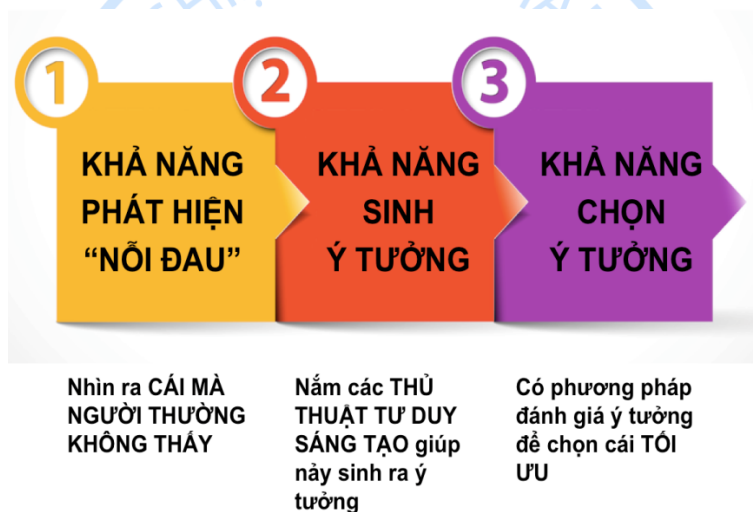 1
KHẢ NĂNG
PHÁT HIỆN
“NỖI ĐAU”
2
KHẢ NĂNG
SINH
Ý TƯỞNG
3
KHẢ NĂNG
CHỌN
Ý TƯỞNG
Nhìn ra CÁI MÀ
NGƯỜI THƯỜNG
KHÔNG THẤY
Nắm các THỦ
THUẬT TƯ DUY
SÁNG TẠO giúp
nảy sinh ra ý
tưởng
Có phương pháp
đánh giá ý tưởng
để chọn cái TỐI
ƯU